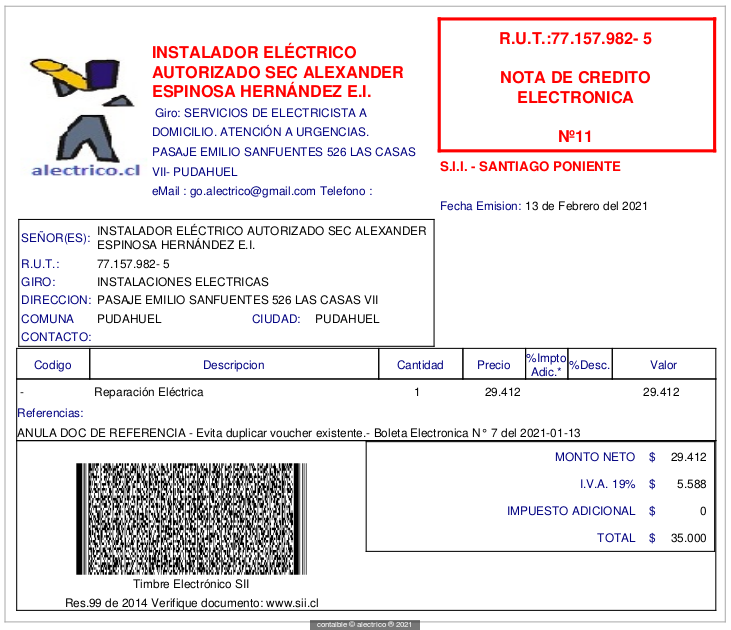 INSTALADOR ELÉCTRICO
AUTORIZADO SEC ALEXANDER
ESPINOSA HERNÁNDEZ E.I.
Giro: SERVICIOS DE ELECTRICISTA A
DOMICILIO. ATENCIÓN A URGENCIAS.
PASAJE EMILIO SANFUENTES 526 LAS CASAS
VII- PUDAHUEL
eMail : go.alectrico@gmail.com Telefono :
alectrico.cl
R.U.T.:77.157.982- 5
NOTA DE CREDITO
ELECTRONICA
Nº11
S.I.I. - SANTIAGO PONIENTE
Fecha Emision: 13 de Febrero del 2021
SEÑOR(ES): INSTALADOR ELÉCTRICO AUTORIZADO SEC ALEXANDER
ESPINOSA HERNÁNDEZ E.I.
R.U.T.: 77.157.982- 5
GIRO: INSTALACIONES ELECTRICAS
DIRECCION: PASAJE EMILIO SANFUENTES 526 LAS CASAS VII
COMUNA PUDAHUEL CIUDAD: PUDAHUEL
CONTACTO:
Codigo Descripcion Cantidad Precio %Impto Adic.* %Desc. Valor
- Reparación Eléctrica 1 29.412 29.412
Referencias:
ANULA DOC DE REFERENCIA - Evita duplicar voucher existente.- Boleta Electronica N° 7 del 2021-01-13
MONTO NETO $ 29.412
I.V.A. 19% $ 5.588
IMPUESTO ADICIONAL $ 0
TOTAL $ 35.000
Timbre Electrónico SII
Res.99 de 2014 Verifique documento: www.sii.cl
contaible © alectrico ® 2021